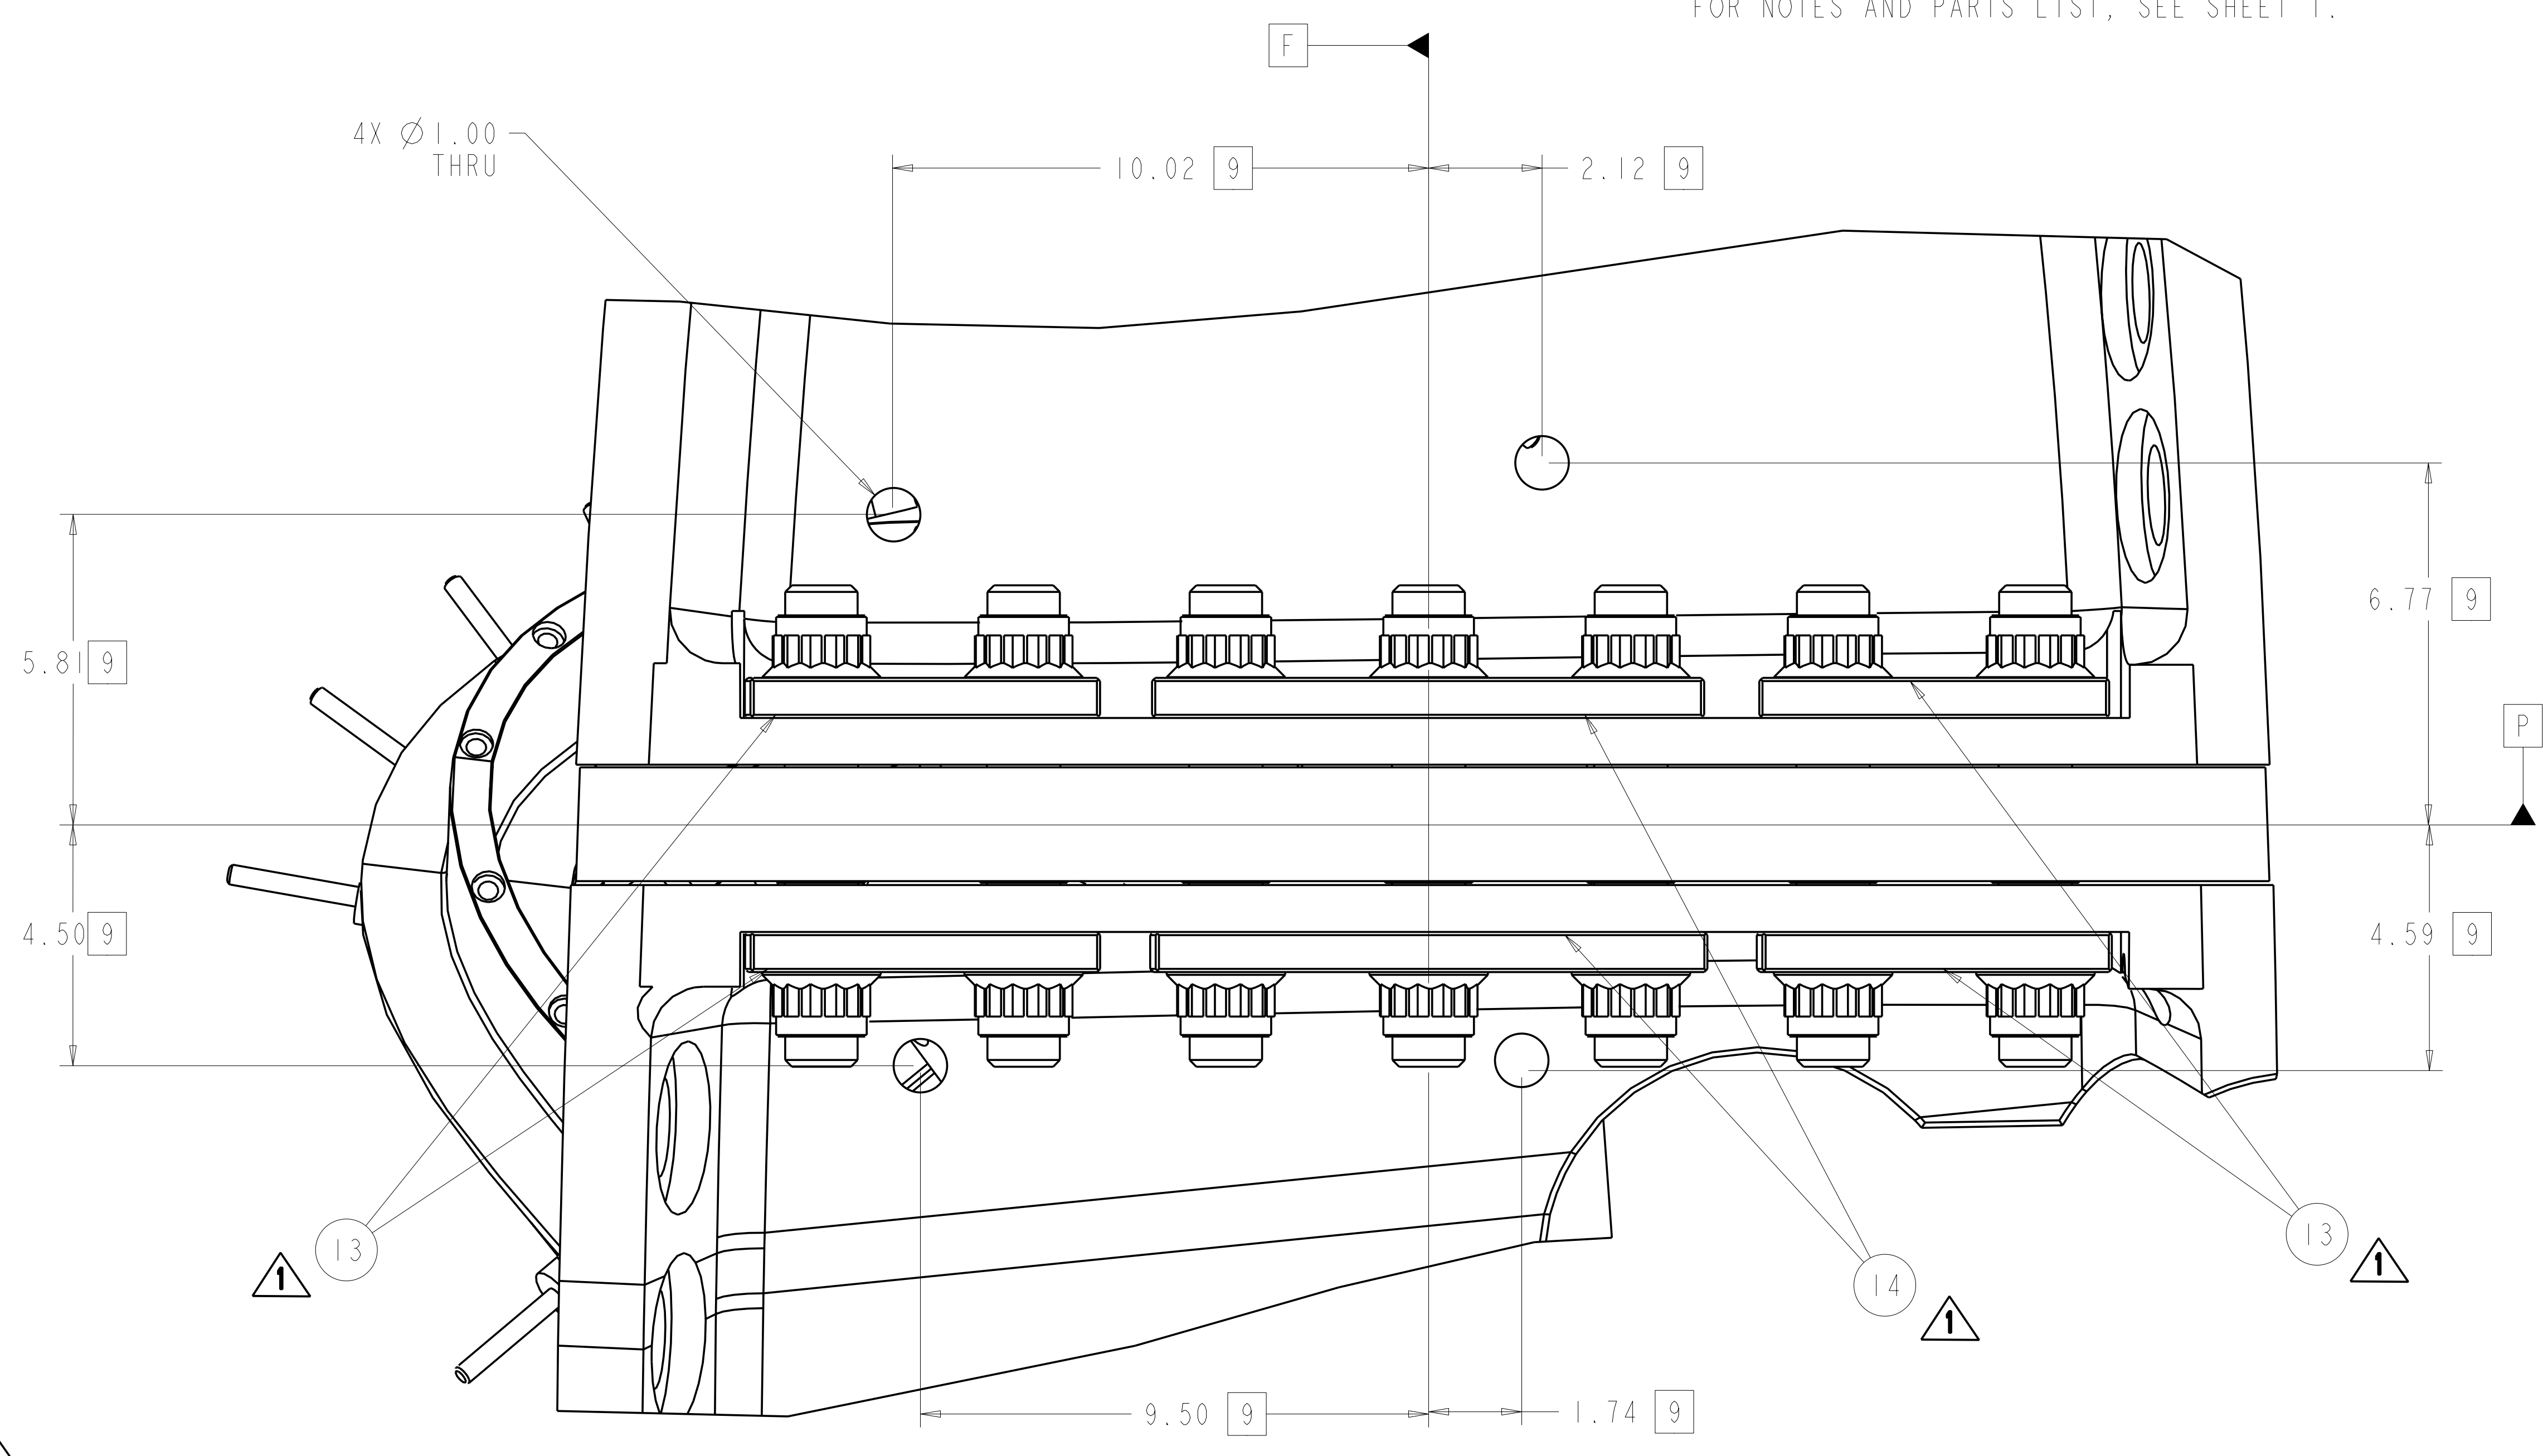 FOR NOTES AND PARTS LIST, SEE SHEET 1.
F
4X Ø1.00
THRU
10.02 9
2.12 9
6.77 9
5.81 9
P
4.50 9
4.59 9
13
1
14
1
13
1
9.50 9
1.74 9